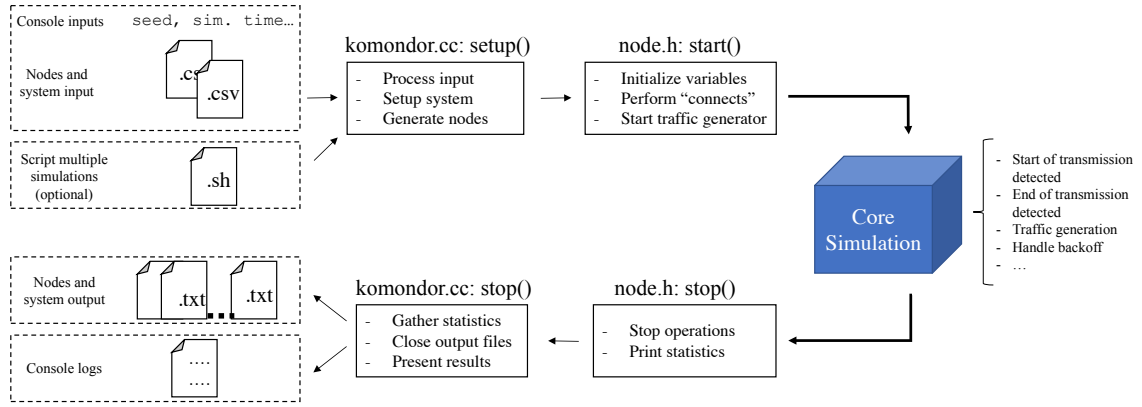 Console inputs seed, sim. time…
Nodes and
system input
.cs
.csv
Script multiple
simulations
(optional)
.sh
komondor.cc: setup()
- Process input
- Setup system
- Generate nodes
node.h: start()
- Initialize variables
- Perform “connects”
- Start traffic generator
Core
Simulation
- Start of transmission
detected
- End of transmission
detected
- Traffic generation
- Handle backoff
- …
Nodes and
system output
.txt
.txt
Console logs
….
….
komondor.cc: stop()
- Gather statistics
- Close output files
- Present results
node.h: stop()
- Stop operations
- Print statistics